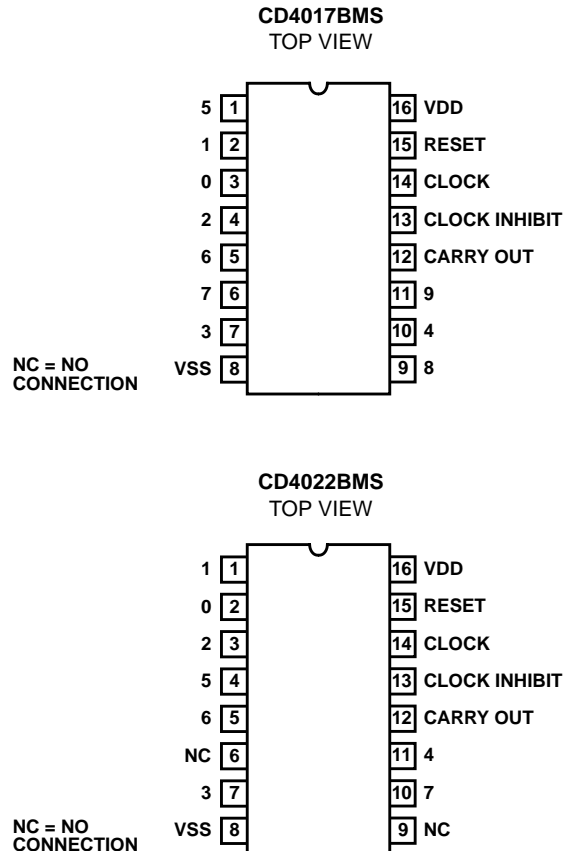 CD4017BMS
TOP VIEW
5 1 16 VDD
1 2 15 RESET
0 3 14 CLOCK
2 4 13 CLOCK INHIBIT
6 5 12 CARRY OUT
7 6 11 9
3 7 10 4
NC = NO
CONNECTION
VSS 8 9 8
CD4022BMS
TOP VIEW
1 1 16 VDD
0 2 15 RESET
2 3 14 CLOCK
5 4 13 CLOCK INHIBIT
6 5 12 CARRY OUT
NC 6 11 4
3 7 10 7
NC = NO
CONNECTION
VSS 8 9 NC